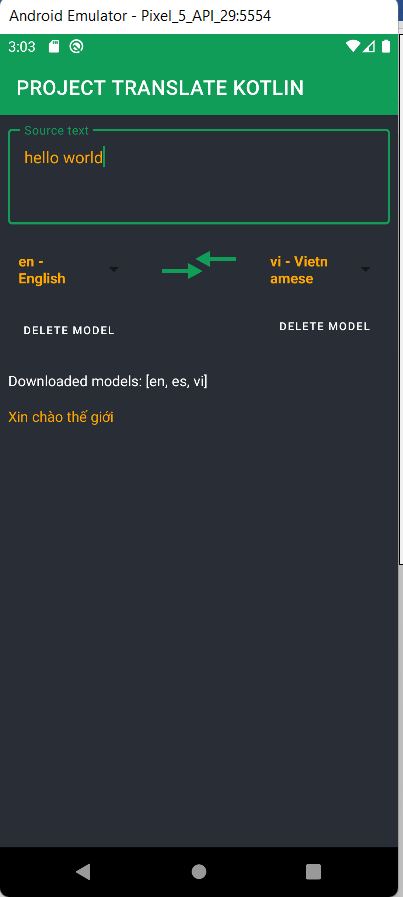 Android Emulator - Pixel_5_API_29:5554
3:03
PROJECT TRANSLATE KOTLIN
Source text
hello world
en -
English
vi - Vietn
amese
DELETE MODEL
DELETE MODEL
Downloaded models: [en, es, vi]
Xin chào thế giới